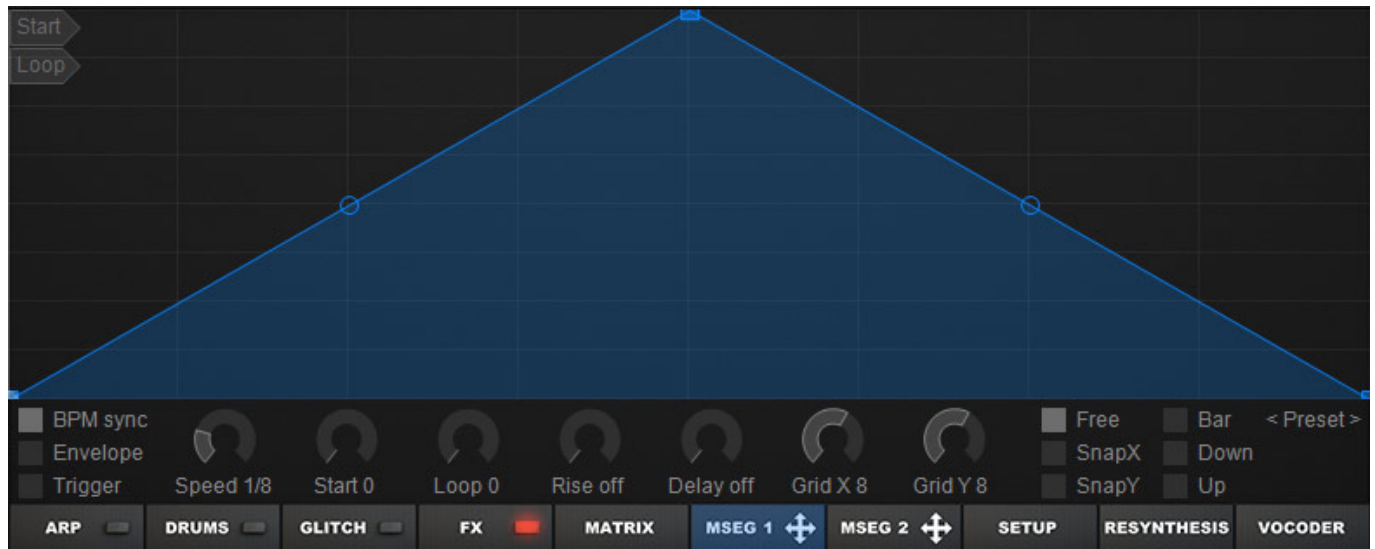 Start
Loop
BPM sync
Envelope
Trigger
Speed 1/8
Start 0
Loop 0
Rise off
Delay off
Grid X 8
Grid Y 8
Free
SnapX
SnapY
Bar
Down
Up
< Preset >
ARP
DRUMS
GLITCH
FX
MATRIX
MSEG 1
MSEG 2
SETUP
RESYNTHESIS
VOCODER